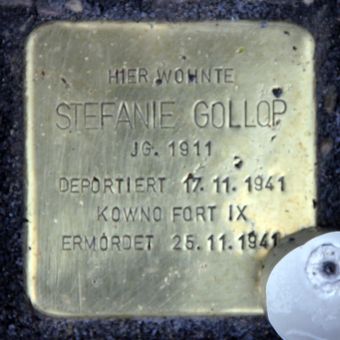 HIER WOHNTE
STEFANIE GOLLOP
JG. 1911
DEPORTIERT 17.11.1941
KOWNO FORT IX
ERMORDET 25.11.1941